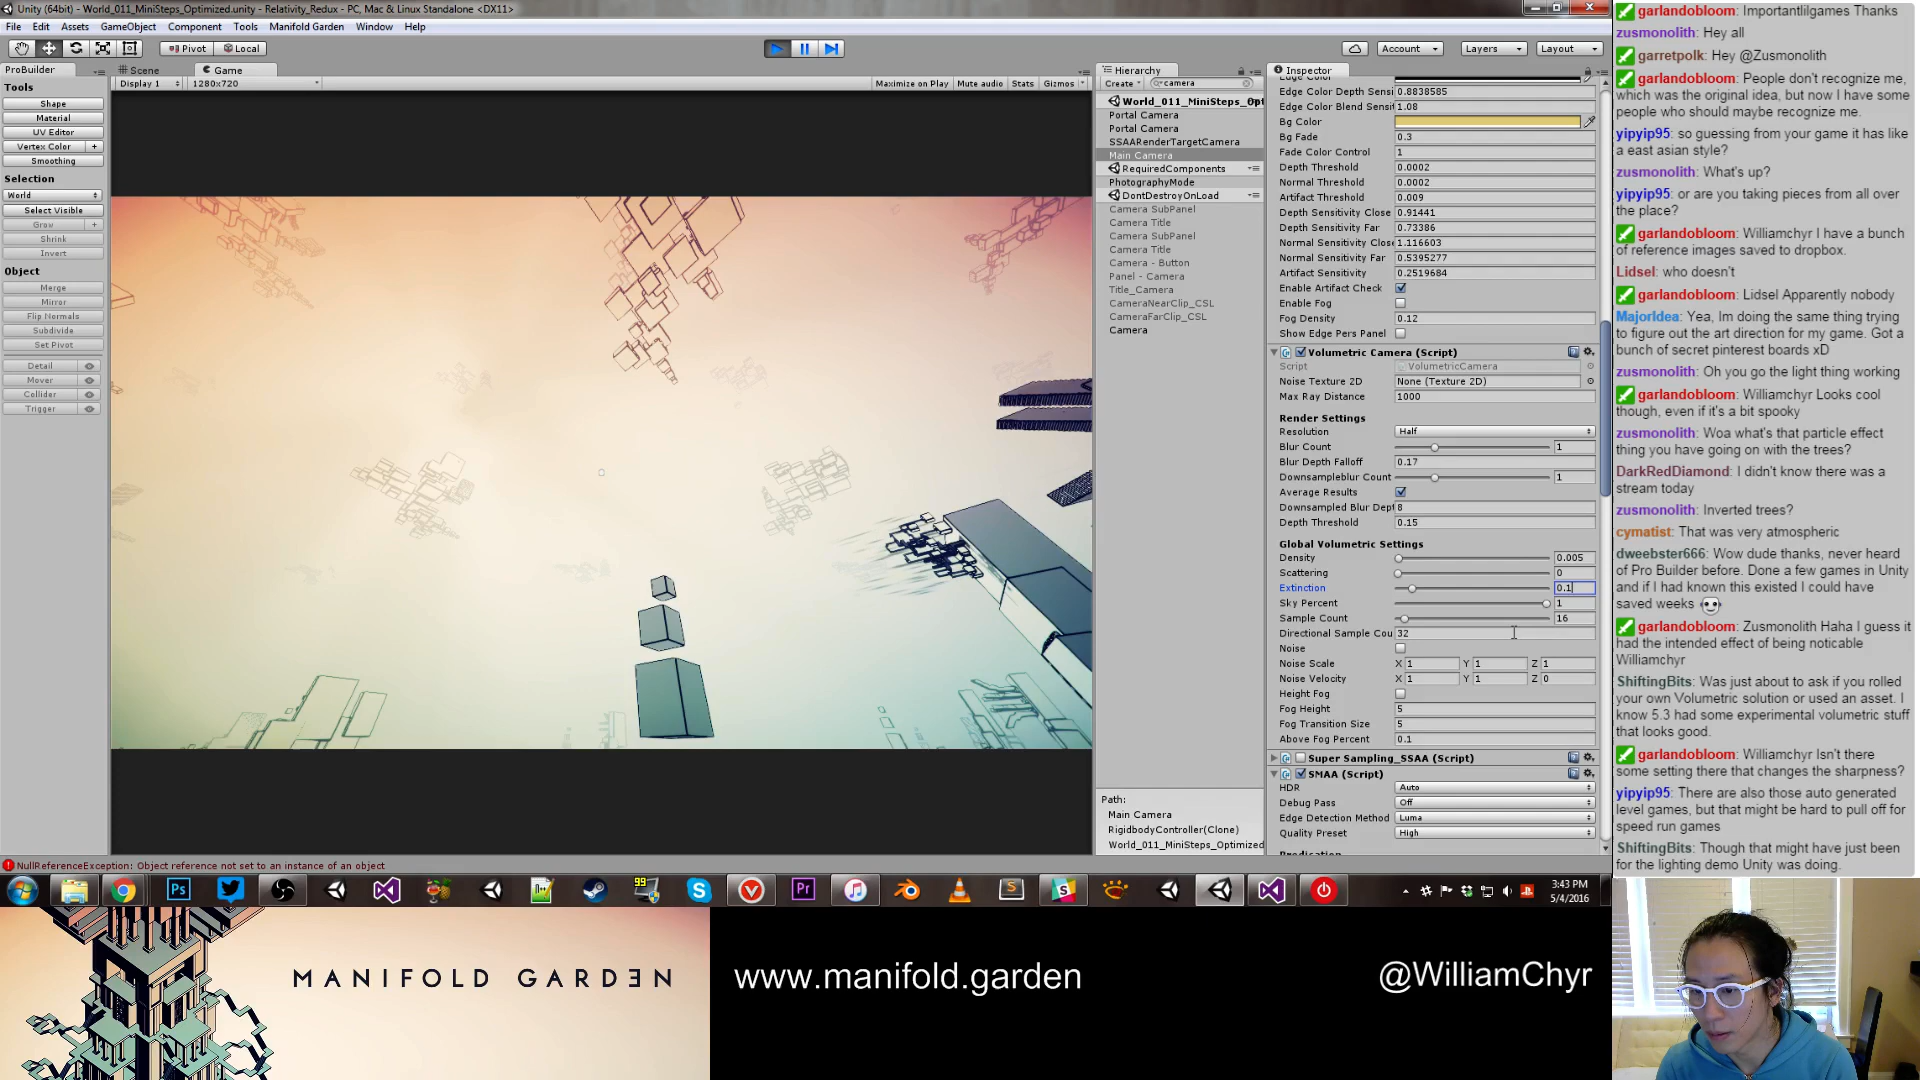 Unity (64bit) - World_011_MiniSteps_Optimized.unity - Relativity_Redux - PC, Mac & Linux Standalone <DX11>
File Edit Assets GameObject Component Tools Manifold Garden Window Help
Pivot Local Account Layers Layout
ProBuilder
Tools
Shape
Material
UV Editor
Vertex Color +
Smoothing
Selection
World
Select Visible
Grow +
Shrink
Invert
Object
Merge
Mirror
Flip Normals
Subdivide
Set Pivot
Detail
Mover
Collider
Trigger
Scene Game
Display 1 1280x720 Maximize on Play Mute audio Stats Gizmos
Hierarchy
Create camera
World_011_MiniSteps_Opt
Portal Camera
Portal Camera
SSAARenderTargetCamera
Main Camera
RequiredComponents
PhotographyMode
DontDestroyOnLoad
Camera SubPanel
Camera Title
Camera SubPanel
Camera Title
Camera - Button
Panel - Camera
Title_Camera
CameraNearClip_CSL
CameraFarClip_CSL
Camera
Path:
Main Camera
RigidbodyController(Clone)
World_011_MiniSteps_Optimized
Inspector
Edge Color
Edge Color Depth Sensi 0.8838585
Edge Color Blend Sensit 1.08
Bg Color
Bg Fade 0.3
Fade Color Control 1
Depth Threshold 0.0002
Normal Threshold 0.0002
Artifact Threshold 0.009
Depth Sensitivity Close 0.91441
Depth Sensitivity Far 0.73386
Normal Sensitivity Close 1.116603
Normal Sensitivity Far 0.5395277
Artifact Sensitivity 0.2519684
Enable Artifact Check
Enable Fog
Fog Density 0.12
Show Edge Pers Panel
Volumetric Camera (Script)
Script VolumetricCamera
Noise Texture 2D None (Texture 2D)
Max Ray Distance 1000
Render Settings
Resolution Half
Blur Count 1
Blur Depth Falloff 0.17
Downsampleblur Count 1
Average Results
Downsampled Blur Dept 8
Depth Threshold 0.15
Global Volumetric Settings
Density 0.005
Scattering 0
Extinction 0.1
Sky Percent 1
Sample Count 16
Directional Sample Cou 32
Noise
Noise Scale X 1 Y 1 Z 1
Noise Velocity X 1 Y 1 Z 0
Height Fog
Fog Height 5
Fog Transition Size 5
Above Fog Percent 0.1
Super Sampling_SSAA (Script)
SMAA (Script)
HDR Auto
Debug Pass Off
Edge Detection Method Luma
Quality Preset High
NullReferenceException: Object reference not set to an instance of an object
3:43 PM
5/4/2016
garlandobloom: Importantlilgames Thanks
zusmonolith: Hey all
garretpolk: Hey @Zusmonolith
garlandobloom: People don't recognize me,
which was the original idea, but now I have some
people who should maybe recognize me.
yipyip95: so guessing from your game it has like
a east asian style?
zusmonolith: What's up?
yipyip95: or are you taking pieces from all over
the place?
garlandobloom: Williamchyr I have a bunch
of reference images saved to dropbox.
Lidsel: who doesn't
garlandobloom: Lidsel Apparently nobody
MajorIdea: Yea, Im doing the same thing trying
to figure out the art direction for my game. Got a
bunch of secret pinterest boards xD
zusmonolith: Oh you go the light thing working
garlandobloom: Williamchyr Looks cool
though, even if it's a bit spooky
zusmonolith: Woa what's that particle effect
thing you have going on with the trees?
DarkRedDiamond: I didn't know there was a
stream today
zusmonolith: Inverted trees?
cymatist: That was very atmospheric
dweebster666: Wow dude thanks, never heard
of Pro Builder before. Done a few games in Unity
and if I had known this existed I could have
saved weeks
garlandobloom: Zusmonolith Haha I guess it
had the intended effect of being noticable
Williamchyr
ShiftingBits: Was just about to ask if you rolled
your own Volumetric solution or used an asset. I
know 5.3 had some experimental volumetric stuff
that looks good.
garlandobloom: Williamchyr Isn't there
some setting there that changes the sharpness?
yipyip95: There are also those auto generated
level games, but that might be hard to pull off for
speed run games
ShiftingBits: Though that might have just been
for the lighting demo Unity was doing.
MANIFOLD GARDƎN
www.manifold.garden
@WilliamChyr